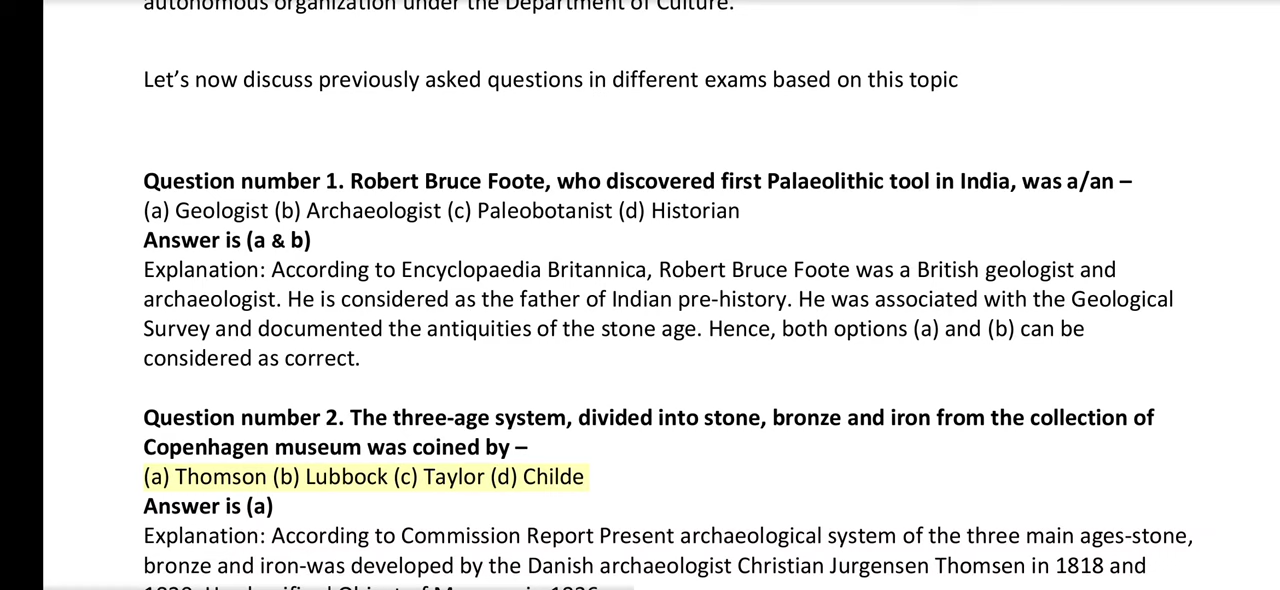 autonomous organization under the Department of Culture.
Let’s now discuss previously asked questions in different exams based on this topic
Question number 1. Robert Bruce Foote, who discovered first Palaeolithic tool in India, was a/an –
(a) Geologist (b) Archaeologist (c) Paleobotanist (d) Historian
Answer is (a & b)
Explanation: According to Encyclopaedia Britannica, Robert Bruce Foote was a British geologist and
archaeologist. He is considered as the father of Indian pre-history. He was associated with the Geological
Survey and documented the antiquities of the stone age. Hence, both options (a) and (b) can be
considered as correct.
Question number 2. The three-age system, divided into stone, bronze and iron from the collection of
Copenhagen museum was coined by –
(a) Thomson (b) Lubbock (c) Taylor (d) Childe
Answer is (a)
Explanation: According to Commission Report Present archaeological system of the three main ages-stone,
bronze and iron-was developed by the Danish archaeologist Christian Jurgensen Thomsen in 1818 and